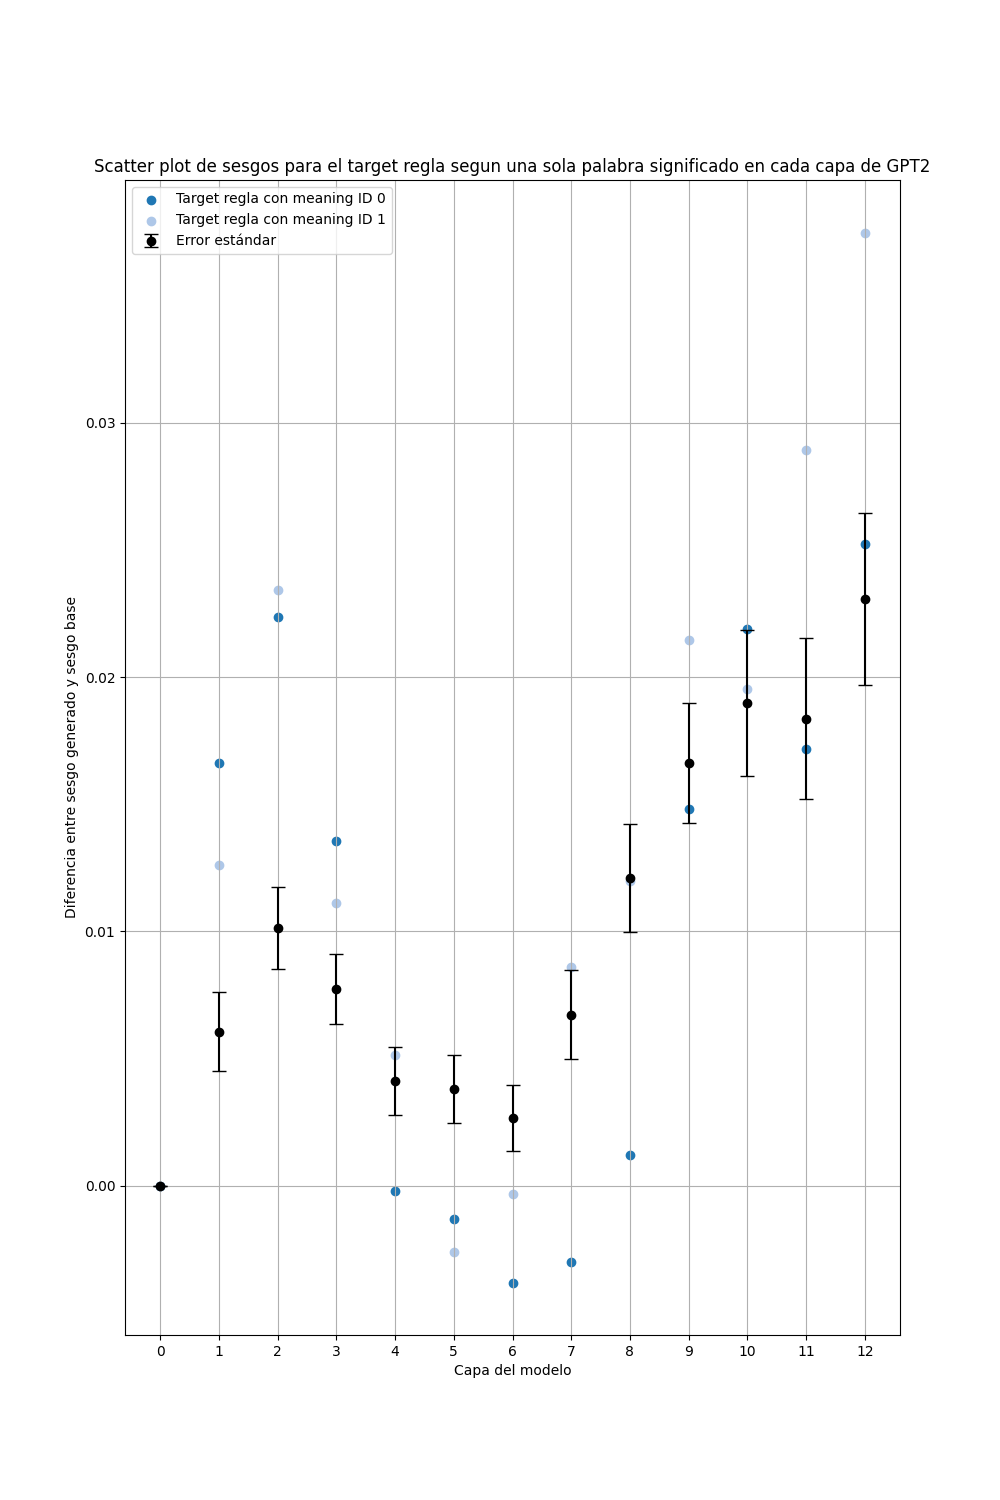 Scatter plot de sesgos para el target regla segun una sola palabra significado en cada capa de GPT2
Target regla con meaning ID 0
Target regla con meaning ID 1
Error estándar
Diferencia entre sesgo generado y sesgo base
0.03
0.02
0.01
0.00
0 1 2 3 4 5 6 7 8 9 10 11 12
Capa del modelo